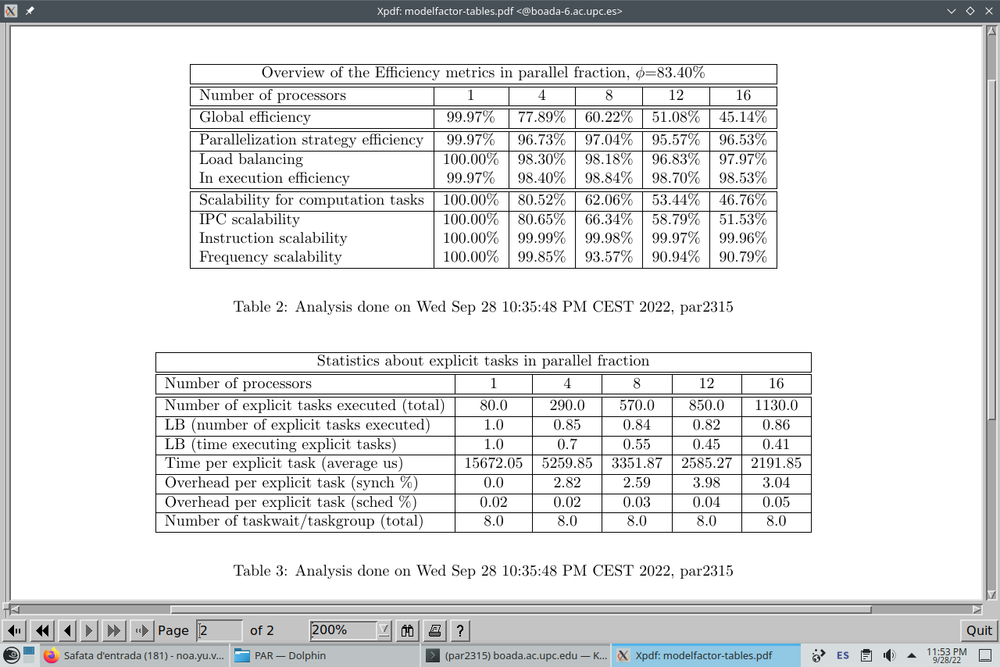 Xpdf: modelfactor-tables.pdf <@boada-6.ac.upc.es>
Overview of the Efficiency metrics in parallel fraction, ϕ=83.40%
Number of processors 1 4 8 12 16
Global efficiency 99.97% 77.89% 60.22% 51.08% 45.14%
Parallelization strategy efficiency 99.97% 96.73% 97.04% 95.57% 96.53%
Load balancing 100.00% 98.30% 98.18% 96.83% 97.97%
In execution efficiency 99.97% 98.40% 98.84% 98.70% 98.53%
Scalability for computation tasks 100.00% 80.52% 62.06% 53.44% 46.76%
IPC scalability 100.00% 80.65% 66.34% 58.79% 51.53%
Instruction scalability 100.00% 99.99% 99.98% 99.97% 99.96%
Frequency scalability 100.00% 99.85% 93.57% 90.94% 90.79%
Table 2: Analysis done on Wed Sep 28 10:35:48 PM CEST 2022, par2315
Statistics about explicit tasks in parallel fraction
Number of processors 1 4 8 12 16
Number of explicit tasks executed (total) 80.0 290.0 570.0 850.0 1130.0
LB (number of explicit tasks executed) 1.0 0.85 0.84 0.82 0.86
LB (time executing explicit tasks) 1.0 0.7 0.55 0.45 0.41
Time per explicit task (average us) 15672.05 5259.85 3351.87 2585.27 2191.85
Overhead per explicit task (synch %) 0.0 2.82 2.59 3.98 3.04
Overhead per explicit task (sched %) 0.02 0.02 0.03 0.04 0.05
Number of taskwait/taskgroup (total) 8.0 8.0 8.0 8.0 8.0
Table 3: Analysis done on Wed Sep 28 10:35:48 PM CEST 2022, par2315
Page 2 of 2 200% ? Quit
Safata d'entrada (181) - noa.yu.v... PAR — Dolphin (par2315) boada.ac.upc.edu — K... Xpdf: modelfactor-tables.pdf ES 11:53 PM
9/28/22